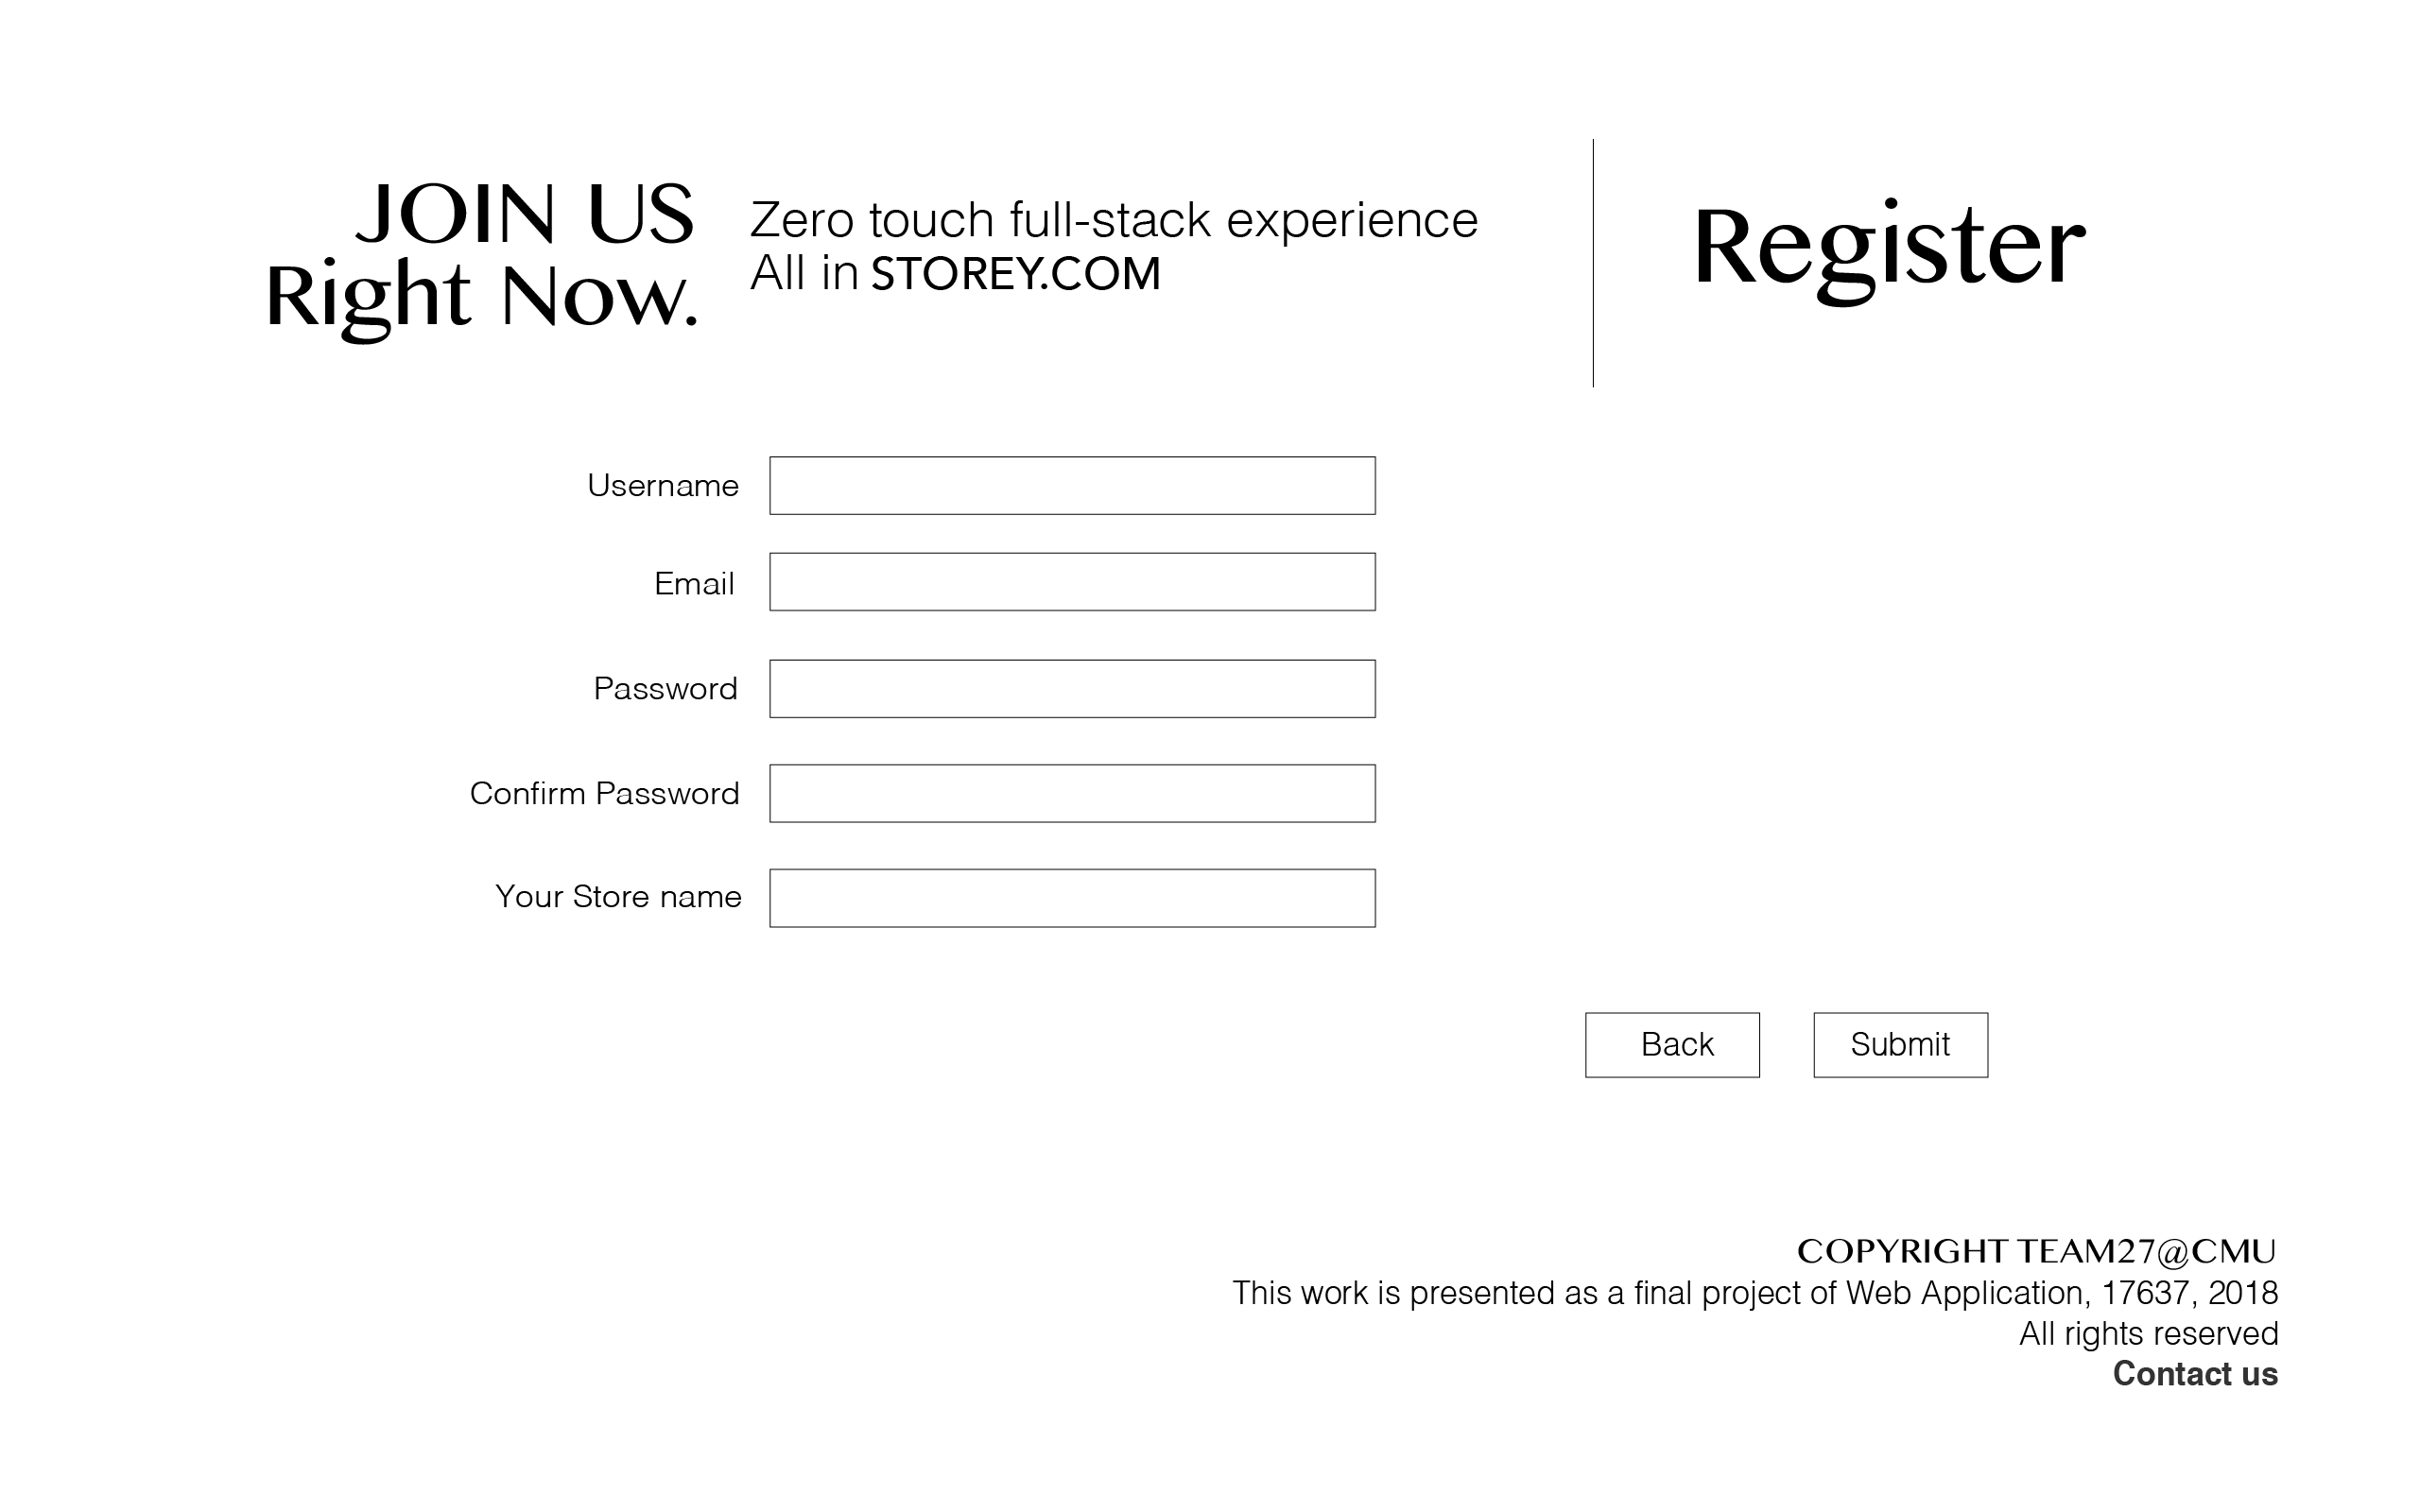 JOIN US
Right Now.
Zero touch full-stack experience
All in STOREY.COM
Register
Username
Email
Password
Confirm Password
Your Store name
Back
Submit
COPYRIGHT TEAM27@CMU
This work is presented as a final project of Web Application, 17637, 2018
All rights reserved
Contact us